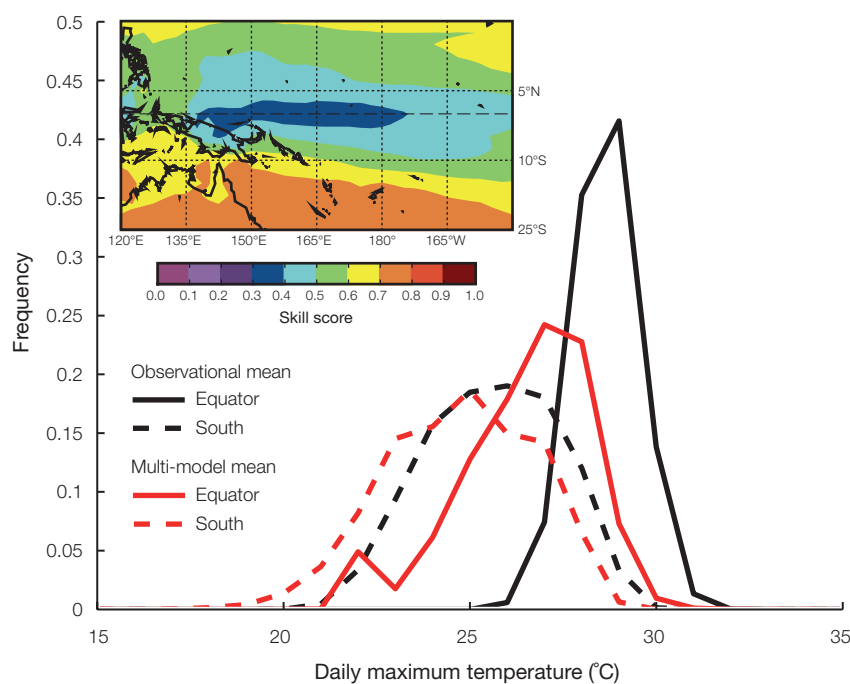 0.5
0.45
0.4
0.35
0.3
0.25
0.2
0.15
0.1
0.05
0
Frequency
5°N
10°S
25°S
120°E 135°E 150°E 165°E 180° 165°W
0.0 0.1 0.2 0.3 0.4 0.5 0.6 0.7 0.8 0.9 1.0
Skill score
Observational mean
Equator
South
Multi-model mean
Equator
South
15 20 25 30 35
Daily maximum temperature (°C)